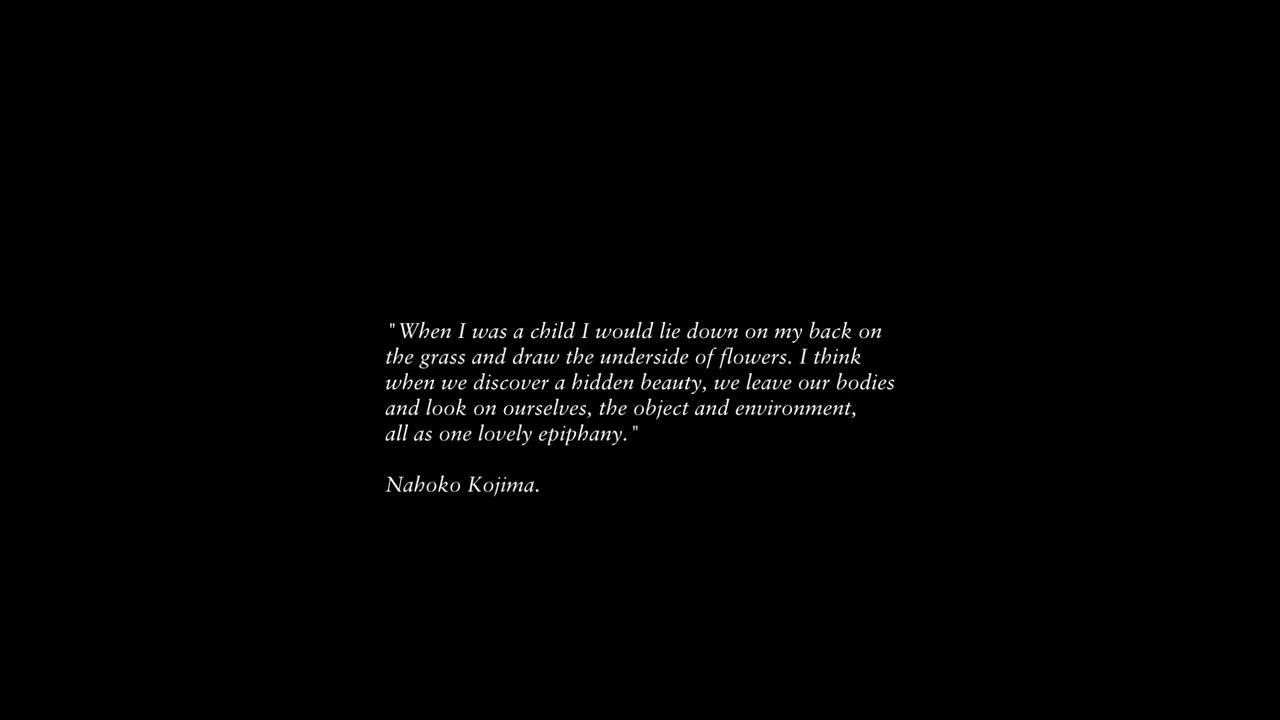 "When I was a child I would lie down on my back on
the grass and draw the underside of flowers. I think
when we discover a hidden beauty, we leave our bodies
and look on ourselves, the object and environment,
all as one lovely epiphany."
Nahoko Kojima.